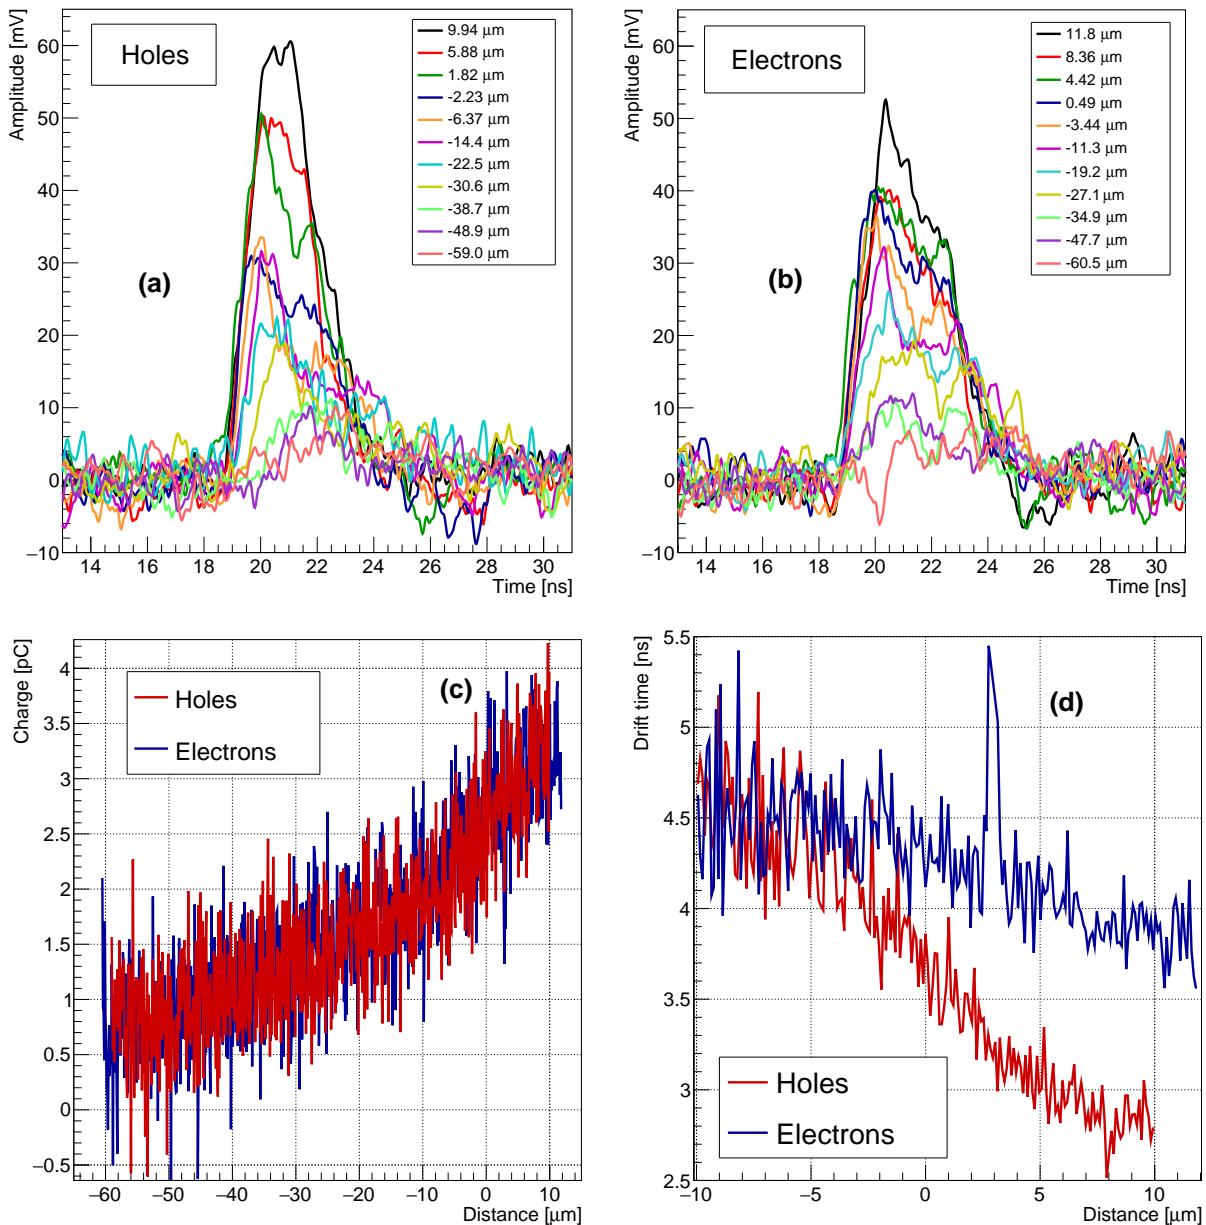 Amplitude [mV]
60
50
40
30
20
10
0
−10
Holes
(a)
9.94 μm
5.88 μm
1.82 μm
-2.23 μm
-6.37 μm
-14.4 μm
-22.5 μm
-30.6 μm
-38.7 μm
-48.9 μm
-59.0 μm
14 16 18 20 22 24 26 28 30
Time [ns]
Amplitude [mV]
60
50
40
30
20
10
0
−10
Electrons
(b)
11.8 μm
8.36 μm
4.42 μm
0.49 μm
-3.44 μm
-11.3 μm
-19.2 μm
-27.1 μm
-34.9 μm
-47.7 μm
-60.5 μm
14 16 18 20 22 24 26 28 30
Time [ns]
Charge [pC]
4
3.5
3
2.5
2
1.5
1
0.5
0
−0.5
Holes
Electrons
(c)
−60 −50 −40 −30 −20 −10 0 10
Distance [μm]
Drift time [ns]
5.5
5
4.5
4
3.5
3
2.5
(d)
Holes
Electrons
−10 −5 0 5 10
Distance [μm]